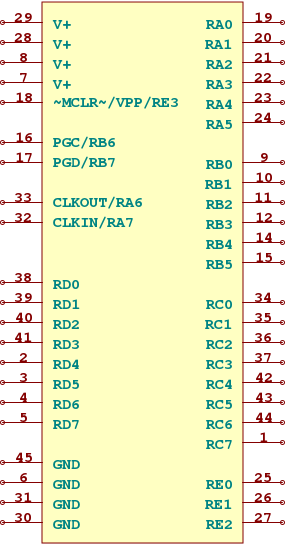 29 V+ RA0 19
28 V+ RA1 20
8 V+ RA2 21
7 V+ RA3 22
18 ~MCLR~/VPP/RE3 RA4 23
RA5 24
16 PGC/RB6
17 PGD/RB7 RB0 9
RB1 10
33 CLKOUT/RA6 RB2 11
32 CLKIN/RA7 RB3 12
RB4 14
RB5 15
38 RD0
39 RD1 RC0 34
40 RD2 RC1 35
41 RD3 RC2 36
2 RD4 RC3 37
3 RD5 RC4 42
4 RD6 RC5 43
5 RD7 RC6 44
RC7 1
45 GND
6 GND RE0 25
31 GND RE1 26
30 GND RE2 27